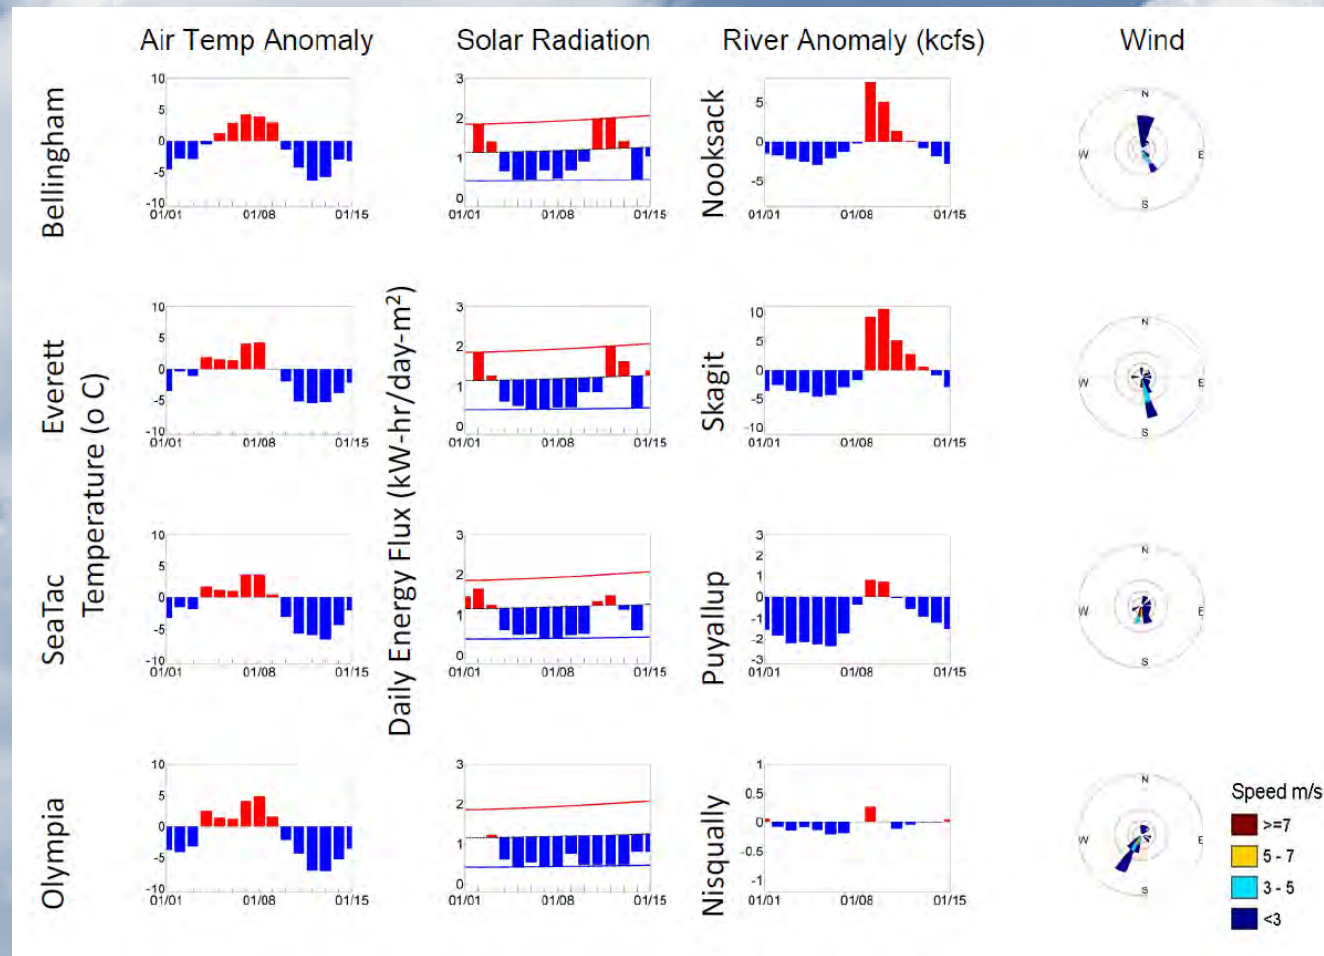 Air Temp Anomaly
Solar Radiation
River Anomaly (kcfs)
Wind
Bellingham
10
5
0
-5
-10
01/01
01/08
01/15
3
2
1
0
01/01
01/08
01/15
Nooksack
5
0
-5
01/01
01/08
01/15
N
W
E
S
Everett
Temperature (o C)
10
5
0
-5
-10
01/01
01/08
01/15
Daily Energy Flux (kW-hr/day-m²)
3
2
1
0
01/01
01/08
01/15
Skagit
10
5
0
-5
-10
01/01
01/08
01/15
N
W
E
S
SeaTac
10
5
0
-5
-10
01/01
01/08
01/15
3
2
1
0
01/01
01/08
01/15
Puyallup
3
2
1
0
-1
-2
-3
01/01
01/08
01/15
N
W
E
S
Olympia
10
5
0
-5
-10
01/01
01/08
01/15
3
2
1
0
01/01
01/08
01/15
Nisqually
1
0.5
0
-0.5
-1
01/01
01/08
01/15
N
W
E
S
Speed m/s
>=7
5 - 7
3 - 5
<3